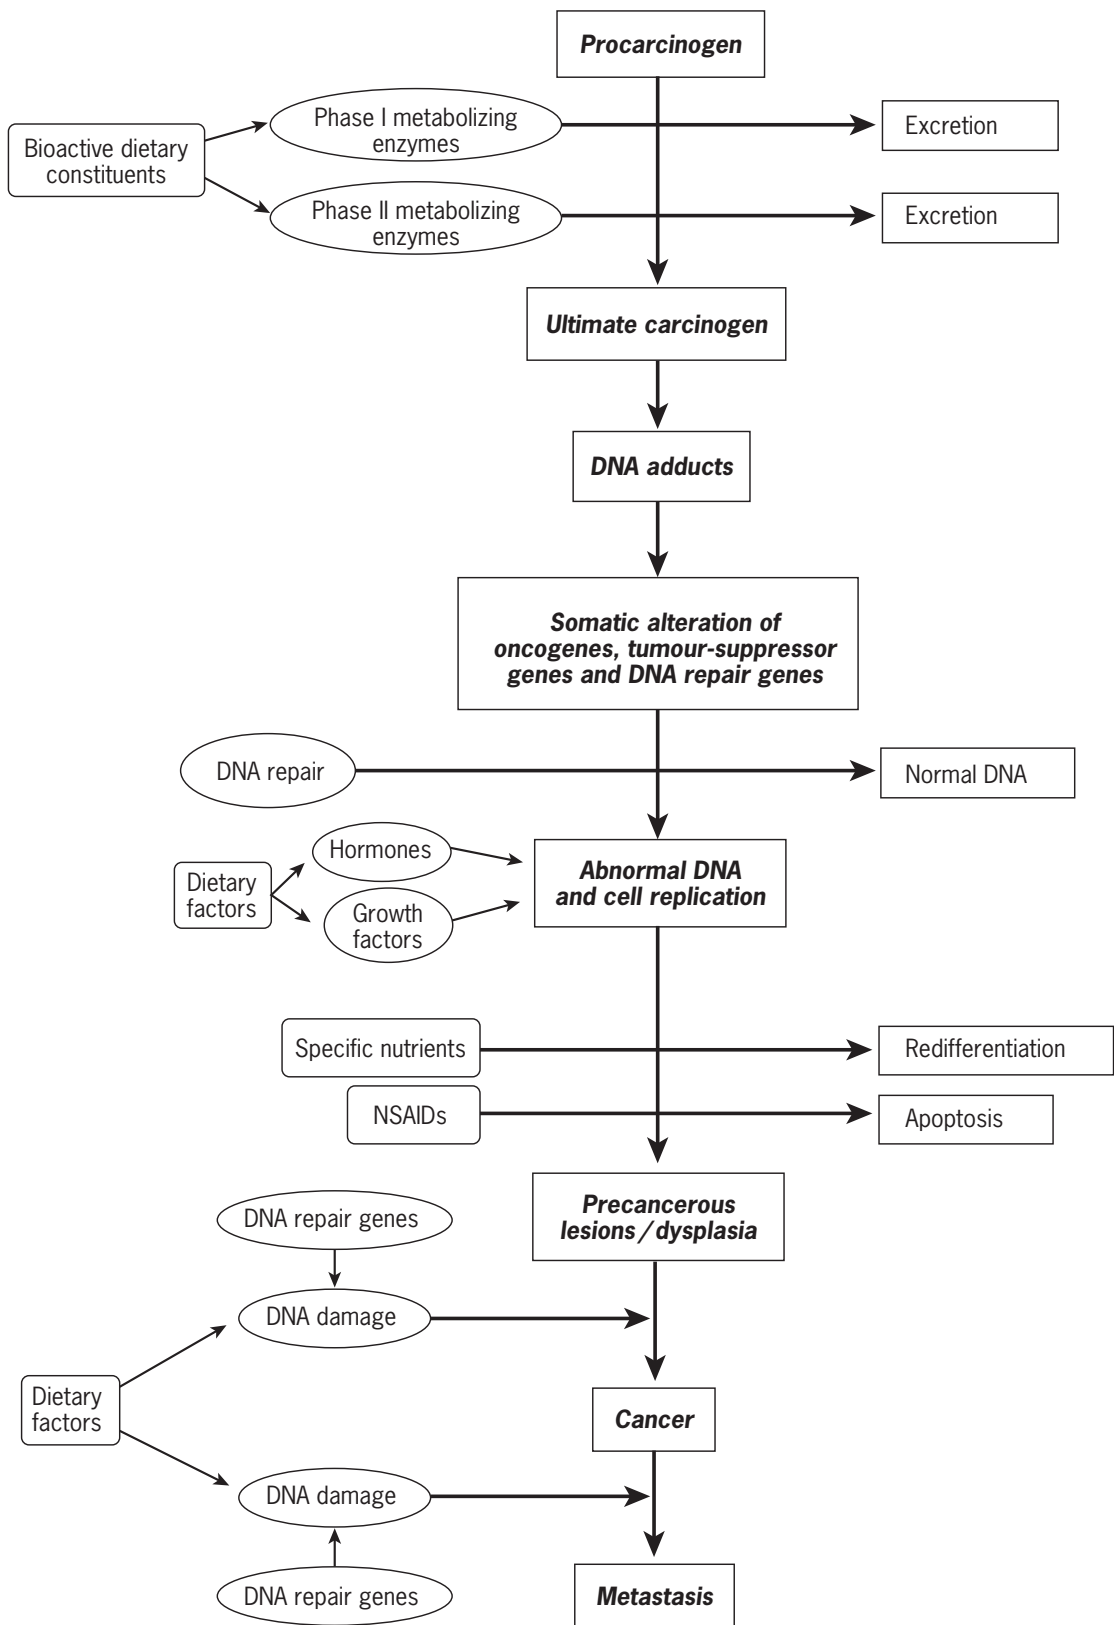 Procarcinogen
Phase I metabolizing
enzymes
Excretion
Bioactive dietary
constituents
Phase II metabolizing
enzymes
Excretion
Ultimate carcinogen
DNA adducts
Somatic alteration of
oncogenes, tumour-suppressor
genes and DNA repair genes
DNA repair
Normal DNA
Hormones
Dietary
factors
Growth
factors
Abnormal DNA
and cell replication
Specific nutrients
Redifferentiation
NSAIDs
Apoptosis
Precancerous
lesions/dysplasia
DNA repair genes
DNA damage
Dietary
factors
Cancer
DNA damage
DNA repair genes
Metastasis